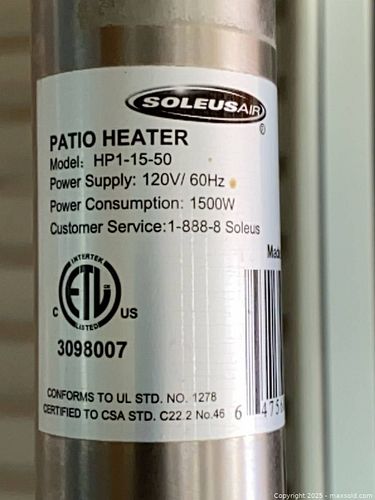 SOLEUSAIR
®
PATIO HEATER
Model: HP1-15-50
Power Supply: 120V/ 60Hz
Power Consumption: 1500W
Customer Service:1-888-8 Soleus
INTERTEK
C ETL CM US
LISTED
3098007
CONFORMS TO UL STD. NO. 1278
CERTIFIED TO CSA STD. C22.2 No.46
Copyright 2025 - maxsold.com